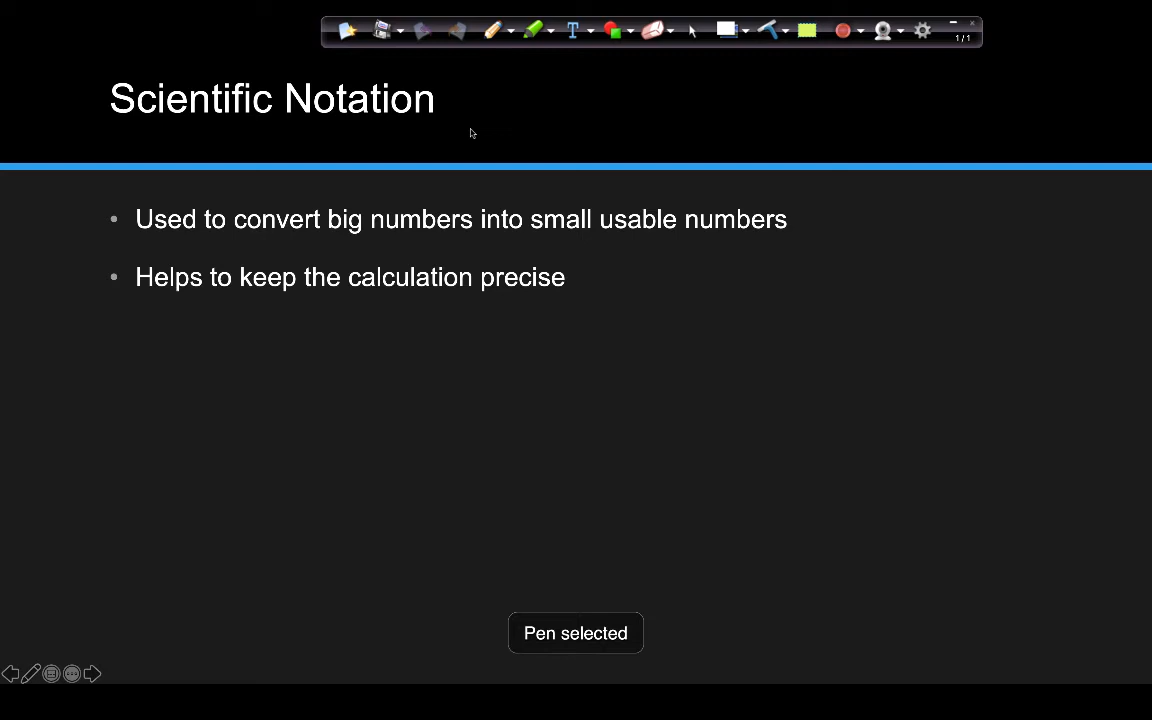 1/1
Scientific Notation
• Used to convert big numbers into small usable numbers
• Helps to keep the calculation precise
Pen selected